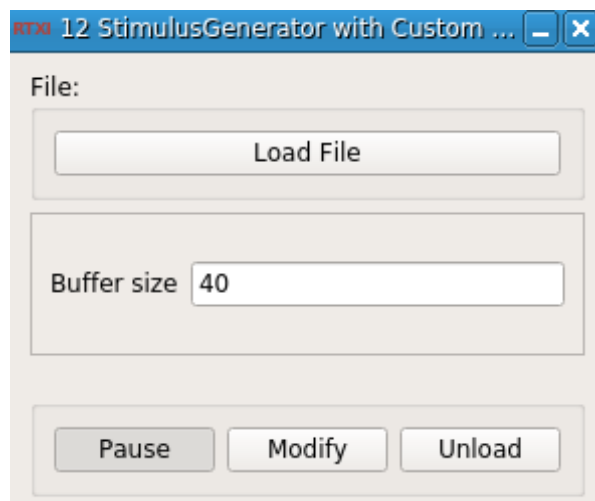 RTXI 12 StimulusGenerator with Custom ...
File:
Load File
Buffer size 40
Pause Modify Unload